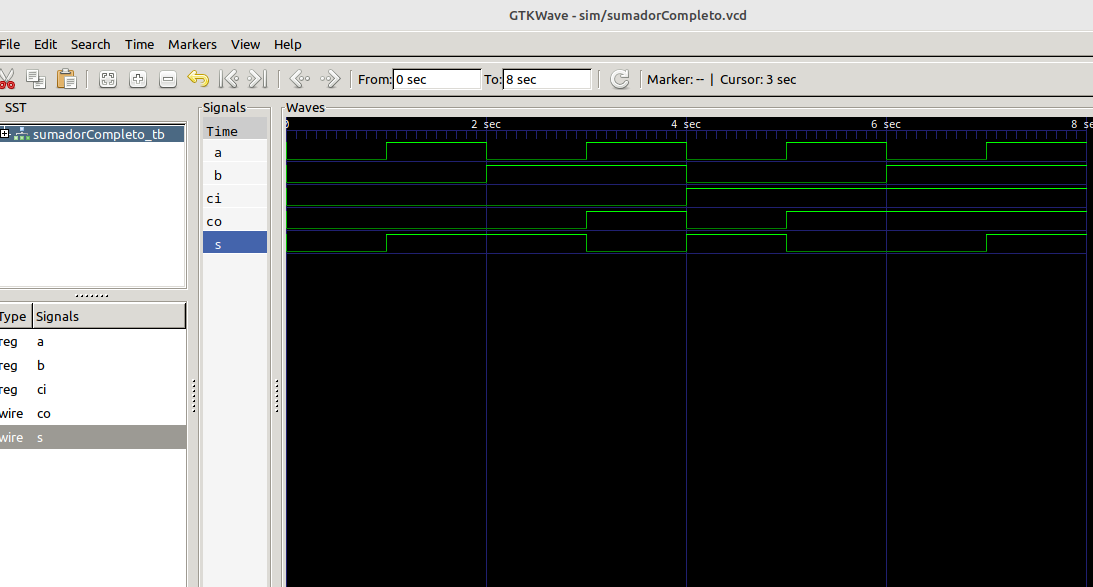 GTKWave - sim/sumadorCompleto.vcd
File Edit Search Time Markers View Help
From: 0 sec To: 8 sec Marker: -- | Cursor: 3 sec
SST
sumadorCompleto_tb
Signals
Time
a
b
ci
co
s
Waves
0 2 sec 4 sec 6 sec 8 se
Type Signals
reg a
reg b
reg ci
wire co
wire s